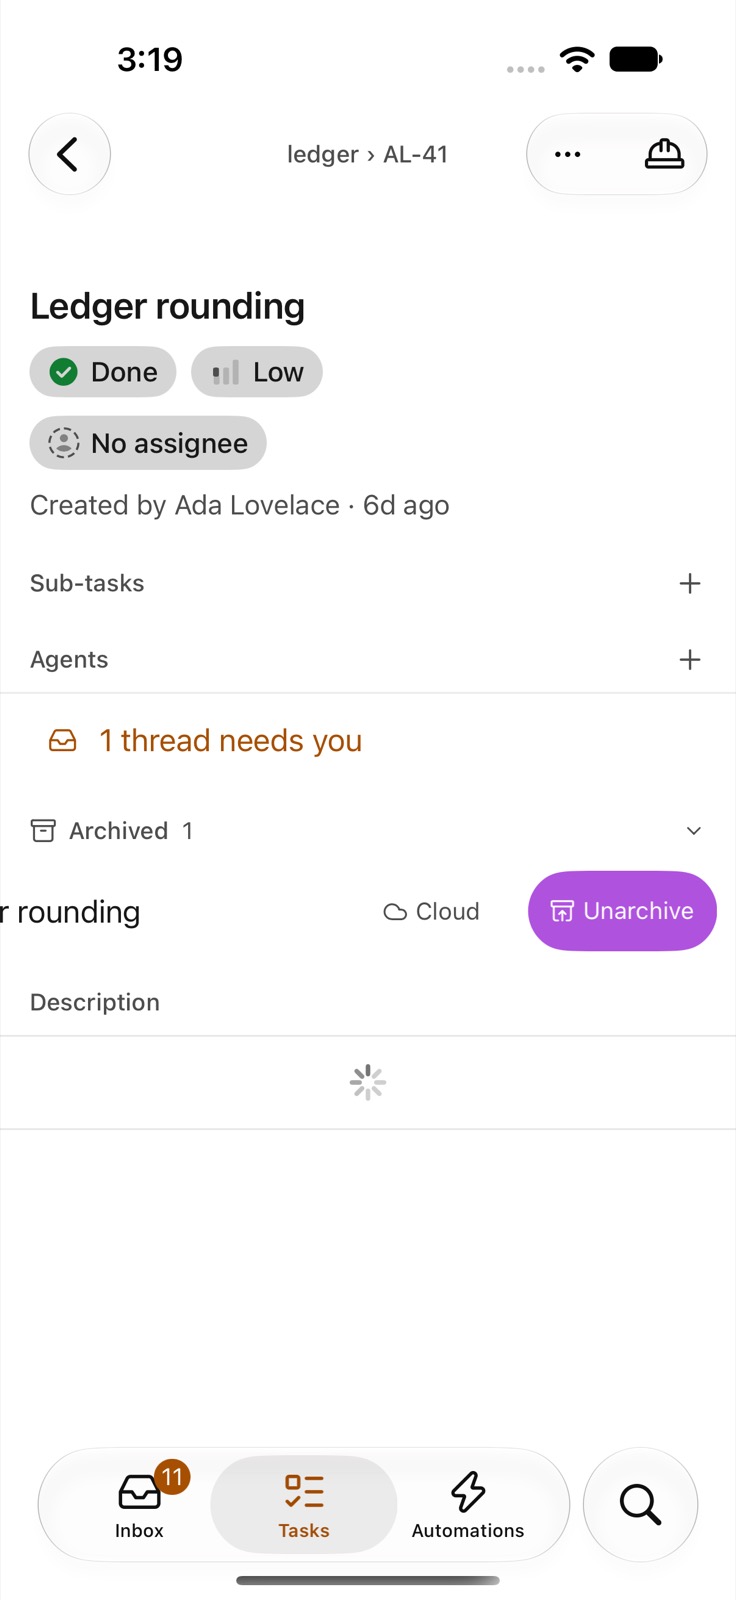 3:19
ledger › AL-41
Ledger rounding
Done
Low
No assignee
Created by Ada Lovelace · 6d ago
Sub-tasks
Agents
1 thread needs you
Archived 1
r rounding
Cloud
Unarchive
Description
11
Inbox
Tasks
Automations